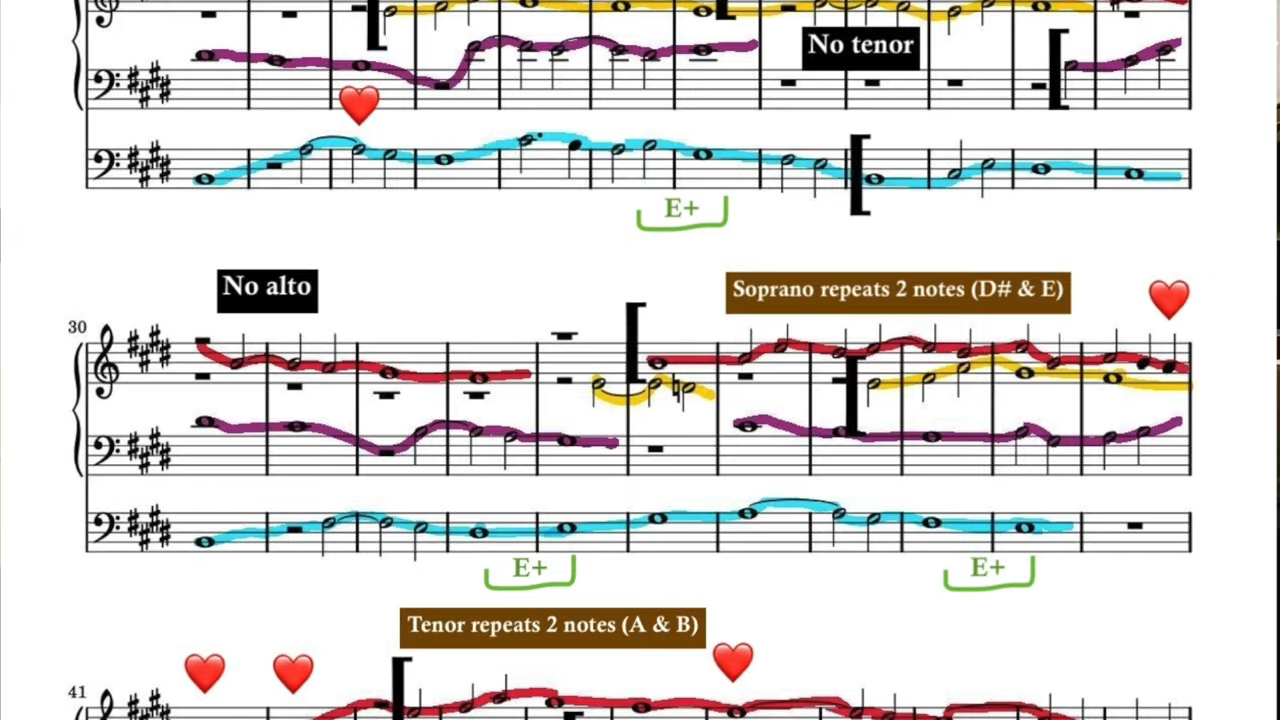 No tenor
E+
No alto
Soprano repeats 2 notes (D# & E)
30
E+
E+
Tenor repeats 2 notes (A & B)
41